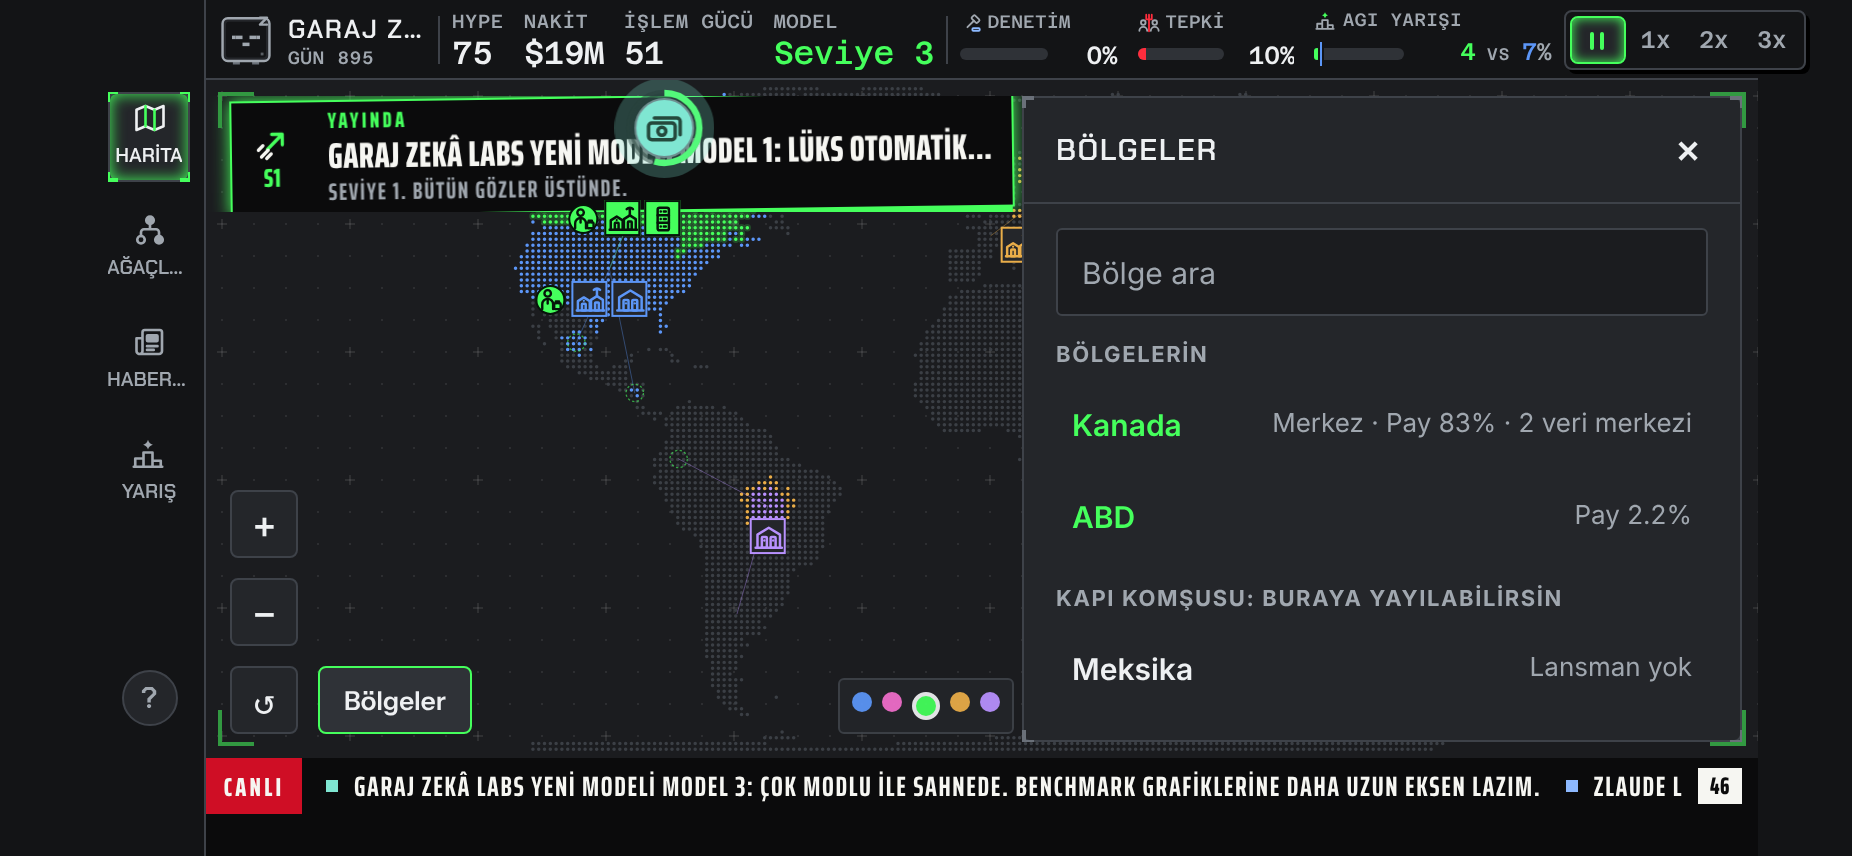 GARAJ Z...
GÜN 895
HYPE
75
NAKİT
$19M
İŞLEM GÜCÜ
51
MODEL
Seviye 3
DENETİM
0%
TEPKİ
10%
AGI YARIŞI
4 VS 7%
1x
2x
3x
HARİTA
AĞAÇL...
HABER...
YARIŞ
?
YAYINDA
S1
GARAJ ZEKÂ LABS YENİ MODELİ MODEL 1: LÜKS OTOMATİK...
SEVİYE 1. BÜTÜN GÖZLER ÜSTÜNDE.
+
−
↺
Bölgeler
BÖLGELER
×
Bölge ara
BÖLGELERİN
Kanada
Merkez · Pay 83% · 2 veri merkezi
ABD
Pay 2.2%
KAPI KOMŞUSU: BURAYA YAYILABİLİRSİN
Meksika
Lansman yok
CANLI
GARAJ ZEKÂ LABS YENİ MODELİ MODEL 3: ÇOK MODLU İLE SAHNEDE. BENCHMARK GRAFİKLERİNE DAHA UZUN EKSEN LAZIM.
ZLAUDE L
46